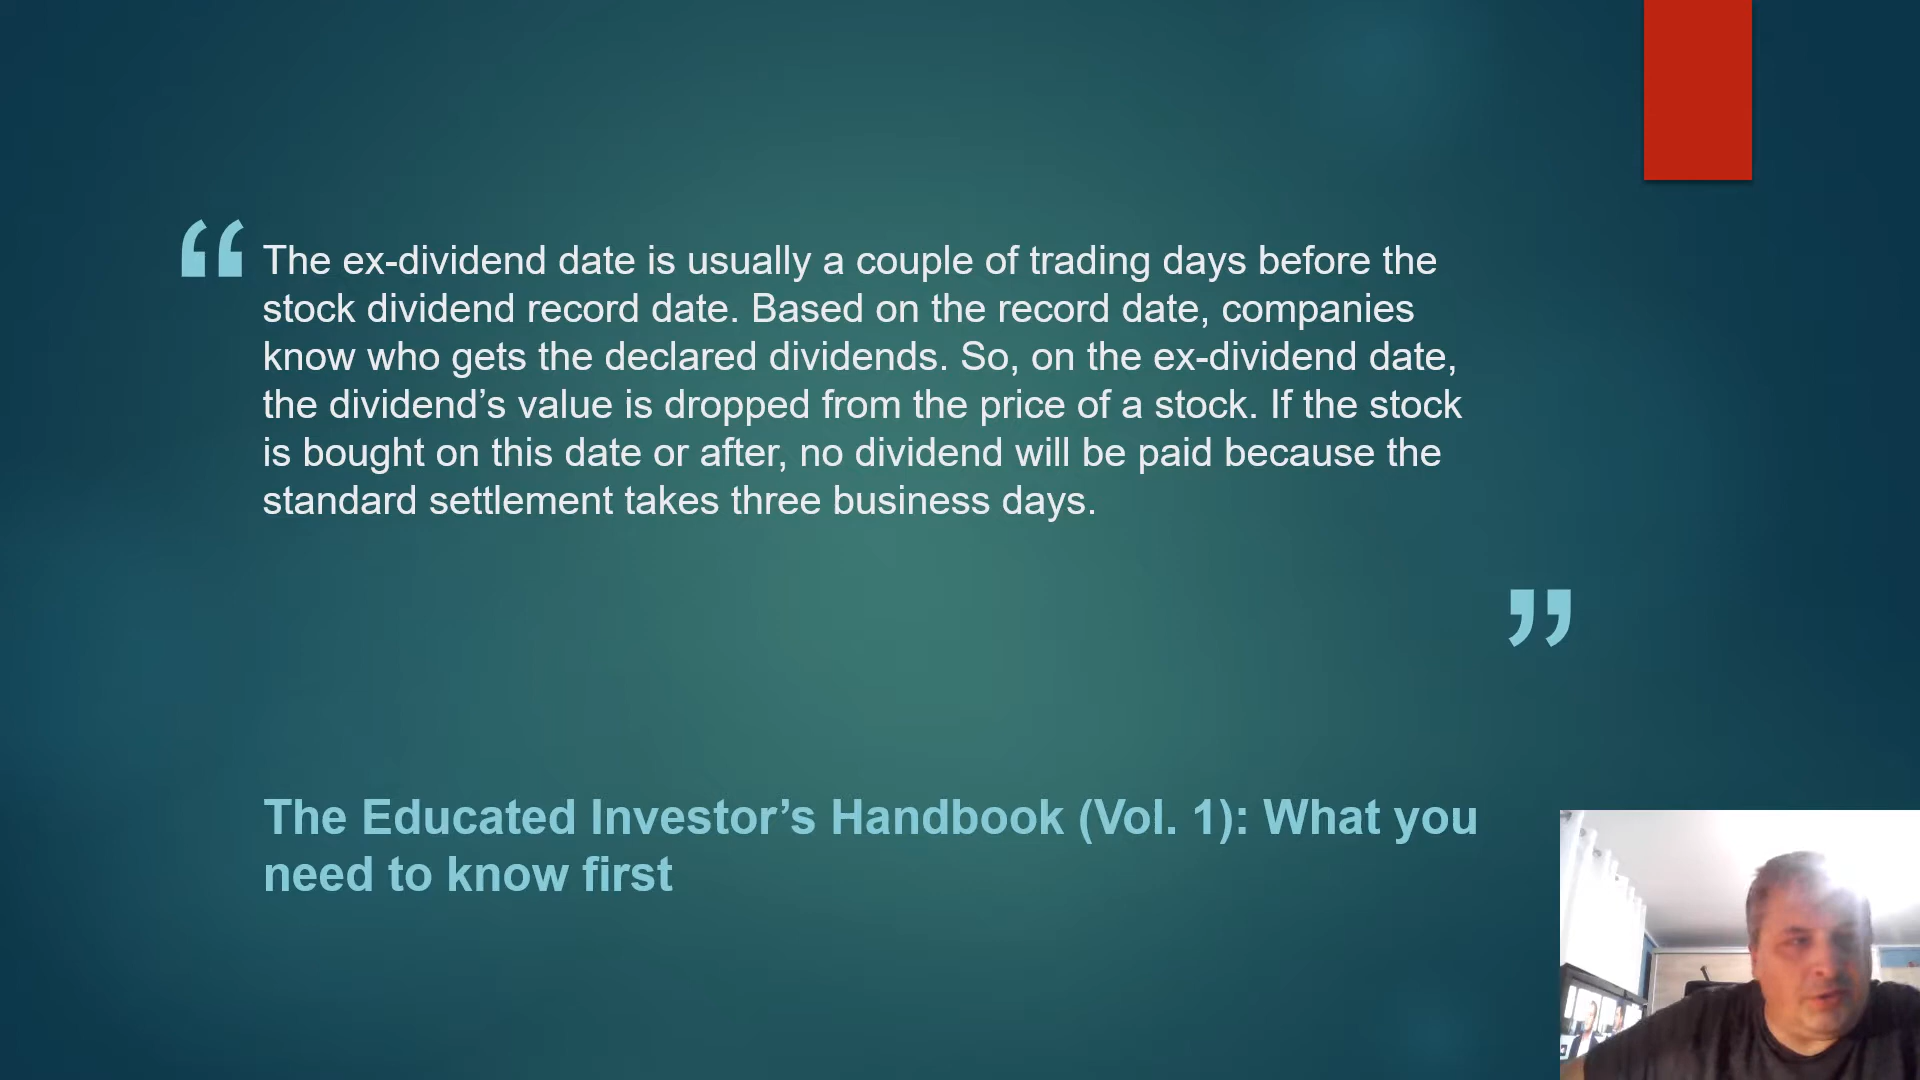 “ The ex-dividend date is usually a couple of trading days before the
stock dividend record date. Based on the record date, companies
know who gets the declared dividends. So, on the ex-dividend date,
the dividend’s value is dropped from the price of a stock. If the stock
is bought on this date or after, no dividend will be paid because the
standard settlement takes three business days.
”
The Educated Investor’s Handbook (Vol. 1): What you
need to know first